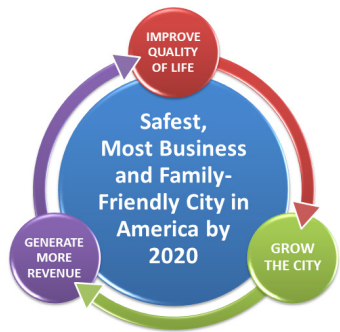 IMPROVE
QUALITY
OF LIFE
Safest,
Most Business
and Family-
Friendly City in
America by
2020
GENERATE
MORE
REVENUE
GROW
THE CITY